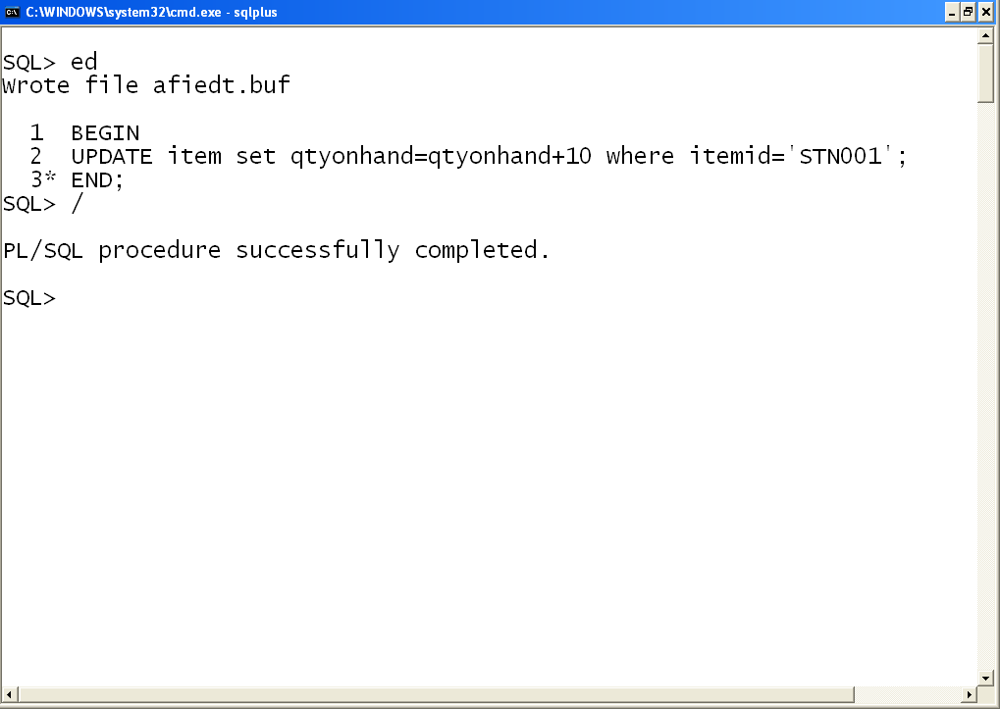 C:\WINDOWS\system32\cmd.exe - sqlplus
SQL> ed
Wrote file afiedt.buf
1 BEGIN
2 UPDATE item set qtyonhand=qtyonhand+10 where itemid='STN001';
3* END;
SQL> /
PL/SQL procedure successfully completed.
SQL>